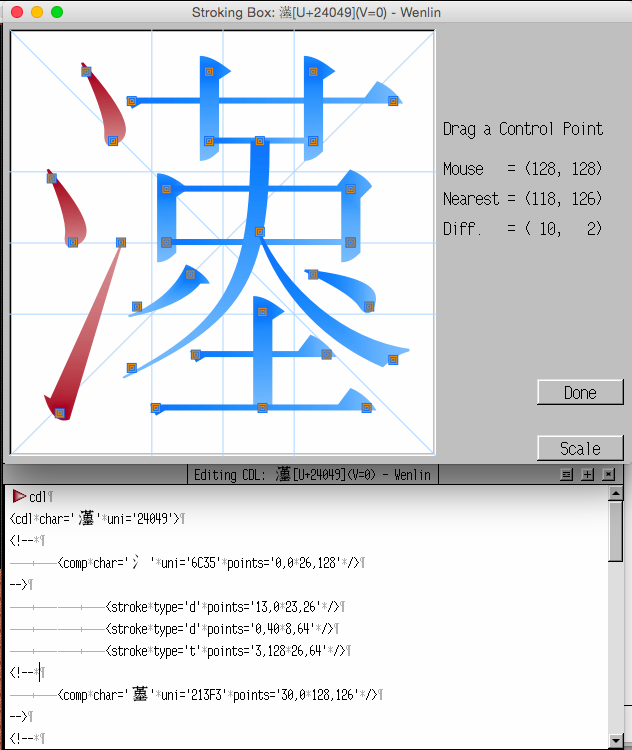 Stroking Box: 𤁉[U+24049](V=0) - Wenlin
Drag a Control Point
Mouse = (128, 128)
Nearest = (118, 126)
Diff. = ( 10, 2)
Done
Scale
Editing CDL: 𤁉[U+24049](V=0) - Wenlin
cdl¶
<cdl*char='𤁉'*uni='24049'>¶
<!--*¶
<comp*char='氵'*uni='6C35'*points='0,0*26,128'*/>¶
-->¶
<stroke*type='d'*points='13,0*23,26'*/>¶
<stroke*type='d'*points='0,40*8,64'*/>¶
<stroke*type='t'*points='3,128*26,64'*/>¶
<!--*¶
<comp*char='𡏳'*uni='213F3'*points='30,0*128,126'*/>¶
-->¶
<!--*¶